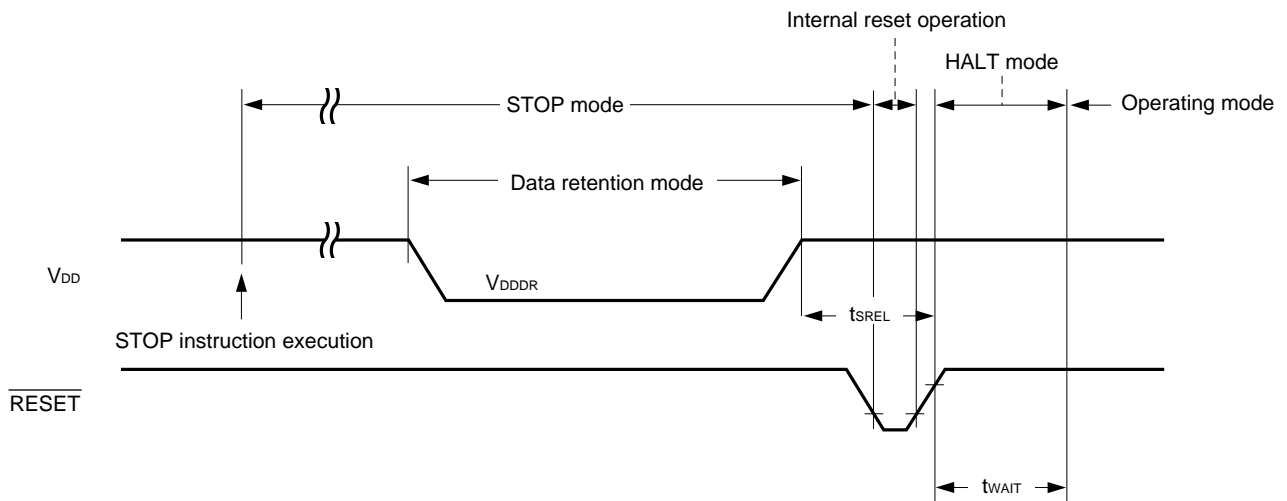 Internal reset operation
HALT mode
STOP mode
Operating mode
Data retention mode
VDD
VDDDR
tSREL
STOP instruction execution
RESET
tWAIT